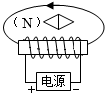 (N)
+ 电源 -